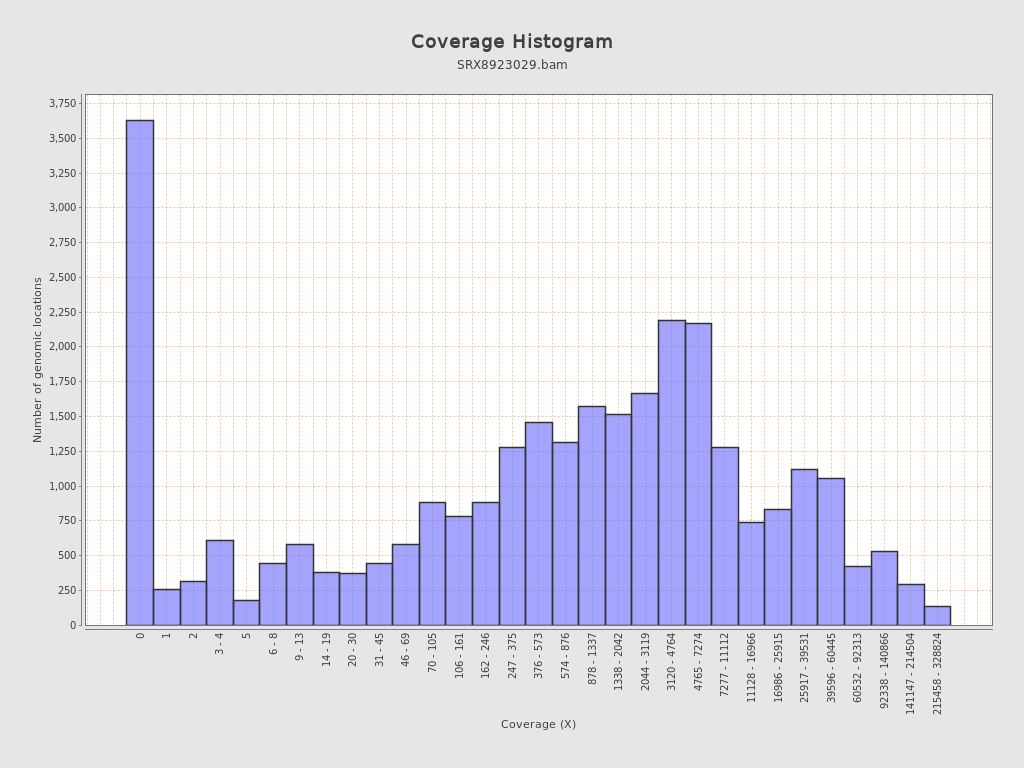 Coverage Histogram
SRX8923029.bam
3,750
3,500
3,250
3,000
2,750
2,500
2,250
2,000
1,750
1,500
1,250
1,000
750
500
250
0
Number of genomic locations
0
1
2
3 - 4
5
6 - 8
9 - 13
14 - 19
20 - 30
31 - 45
46 - 69
70 - 105
106 - 161
162 - 246
247 - 375
376 - 573
574 - 876
878 - 1337
1338 - 2042
2044 - 3119
3120 - 4764
4765 - 7274
7277 - 11112
11128 - 16966
16986 - 25915
25917 - 39531
39596 - 60445
60532 - 92313
92338 - 140866
141147 - 214504
215458 - 328824
Coverage (X)